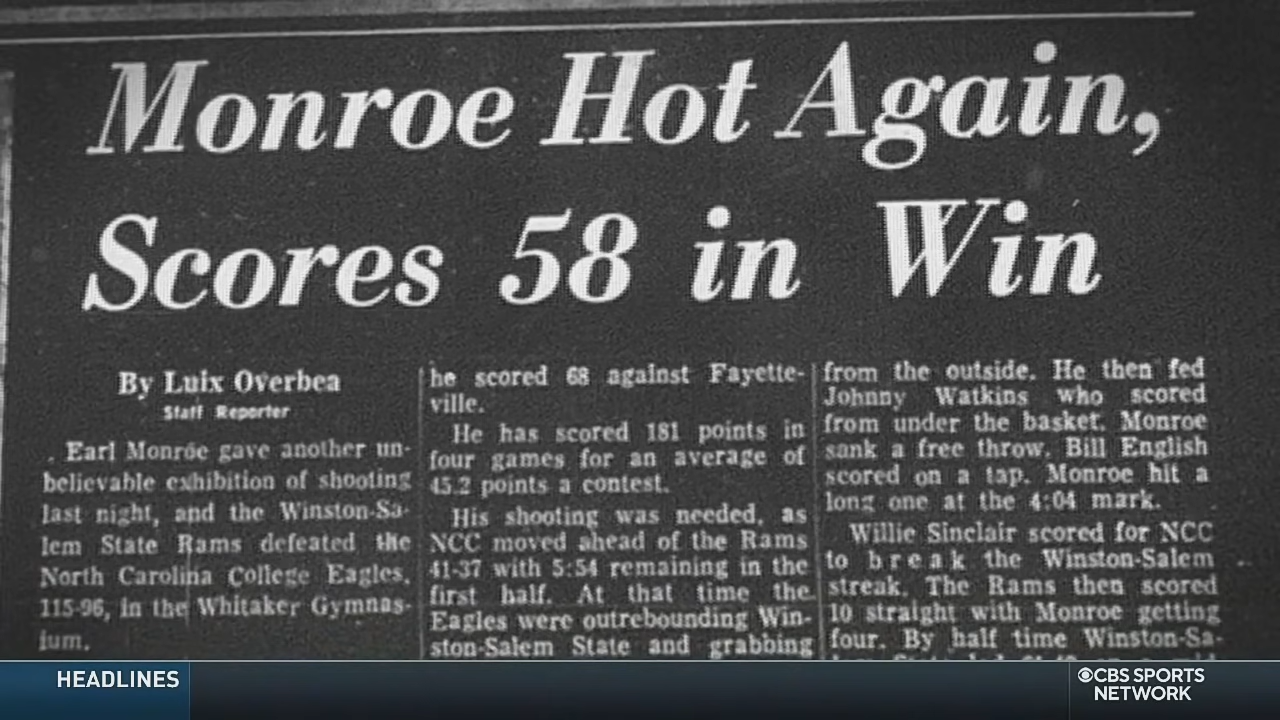 Monroe Hot Again,
Scores 58 in Win
By Luix Overbea
Staff Reporter
Earl Monroe gave another un-
believable exhibition of shooting
last night, and the Winston-Sa-
lem State Rams defeated the
North Carolina College Eagles,
115-96, in the Whitaker Gymnas-
ium.
he scored 68 against Fayette-
ville.
He has scored 181 points in
four games for an average of
45.2 points a contest.
His shooting was needed, as
NCC moved ahead of the Rams
41-37 with 5:54 remaining in the
first half. At that time the
Eagles were outrebounding Win-
ston-Salem State and grabbing
from the outside. He then fed
Johnny Watkins who scored
from under the basket. Monroe
sank a free throw. Bill English
scored on a tap. Monroe hit a
long one at the 4:04 mark.
Willie Sinclair scored for NCC
to break the Winston-Salem
streak. The Rams then scored
10 straight with Monroe getting
four. By half time Winston-Sa-
HEADLINES
CBS SPORTS
NETWORK